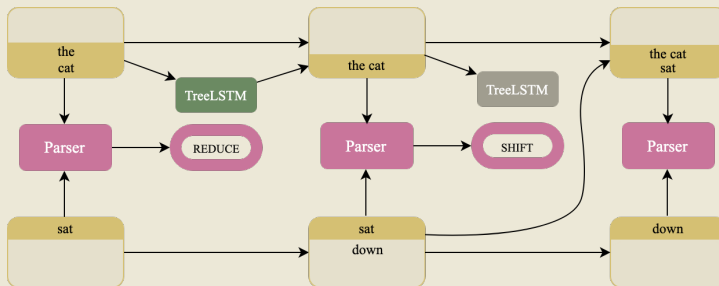 the
cat
the cat
the cat
sat
TreeLSTM
TreeLSTM
Parser
REDUCE
Parser
SHIFT
Parser
sat
sat
down
down